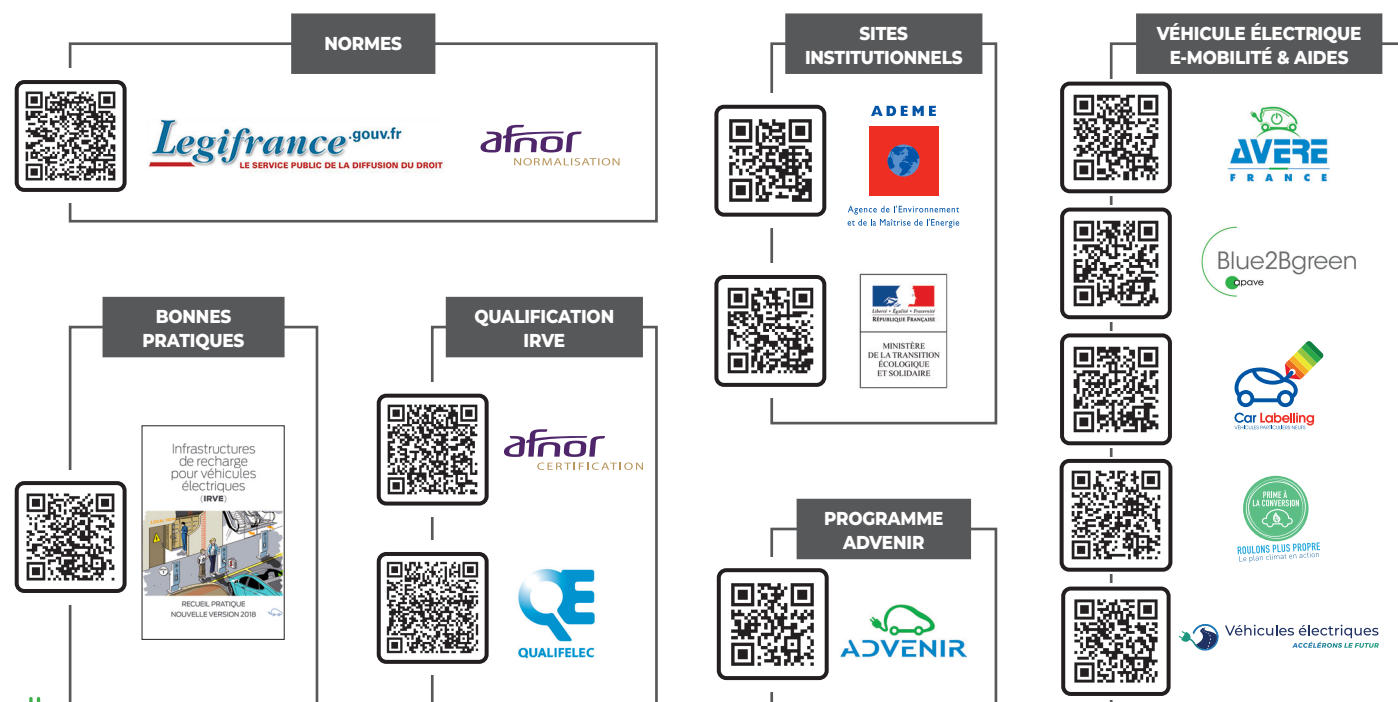 NORMES
Legifrance.gouv.fr
LE SERVICE PUBLIC DE LA DIFFUSION DU DROIT
afnor
NORMALISATION
SITES
INSTITUTIONNELS
ADEME
Agence de l'Environnement
et de la Maîtrise de l'Energie
Liberté • Égalité • Fraternité
RÉPUBLIQUE FRANÇAISE
MINISTÈRE
DE LA TRANSITION
ÉCOLOGIQUE
ET SOLIDAIRE
VÉHICULE ÉLECTRIQUE
E-MOBILITÉ & AIDES
AVERE
FRANCE
Blue2Bgreen
apave
Car Labelling
VÉHICULES PARTICULIERS NEUFS
PRIME À
LA CONVERSION
ROULONS PLUS PROPRE
Le plan climat en action
Véhicules électriques
ACCÉLÉRONS LE FUTUR
BONNES
PRATIQUES
Infrastructures
de recharge
pour véhicules
électriques
(IRVE)
RECUEIL PRATIQUE
NOUVELLE VERSION 2018
QUALIFICATION
IRVE
afnor
CERTIFICATION
QE
QUALIFELEC
PROGRAMME
ADVENIR
ADVENIR